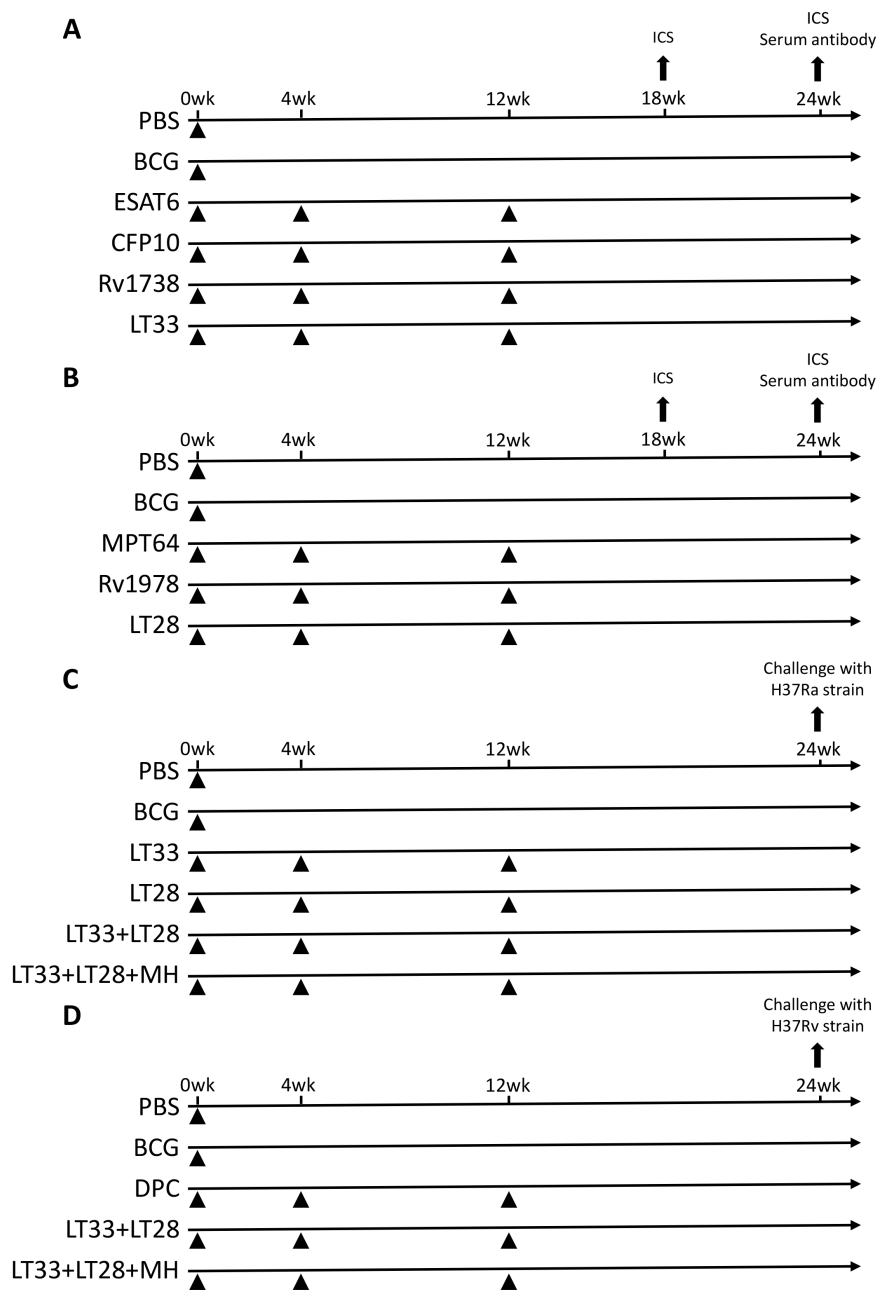 A
ICS
ICS
Serum antibody
0wk 4wk 12wk 18wk 24wk
PBS
BCG
ESAT6
CFP10
Rv1738
LT33
B
ICS
ICS
Serum antibody
0wk 4wk 12wk 18wk 24wk
PBS
BCG
MPT64
Rv1978
LT28
C
Challenge with
H37Ra strain
0wk 4wk 12wk 24wk
PBS
BCG
LT33
LT28
LT33+LT28
LT33+LT28+MH
D
Challenge with
H37Rv strain
0wk 4wk 12wk 24wk
PBS
BCG
DPC
LT33+LT28
LT33+LT28+MH